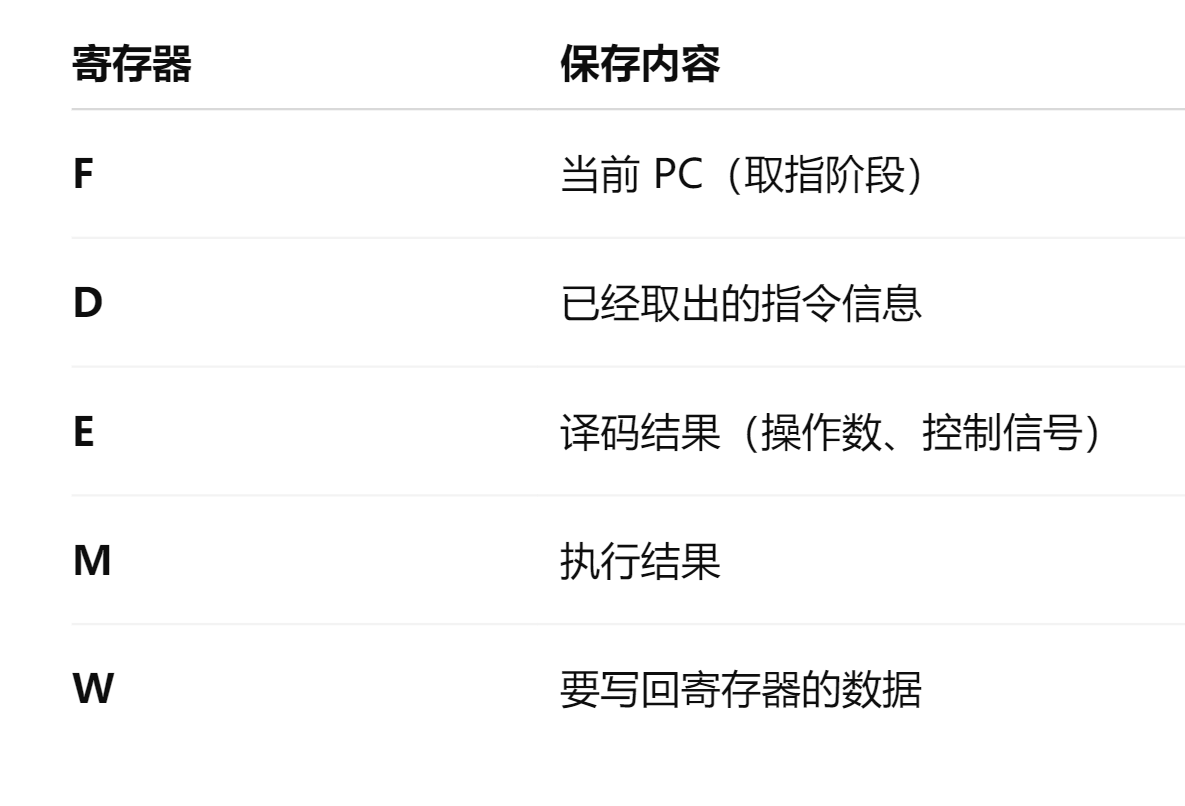 寄存器 保存内容
F 当前 PC（取指阶段）
D 已经取出的指令信息
E 译码结果（操作数、控制信号）
M 执行结果
W 要写回寄存器的数据